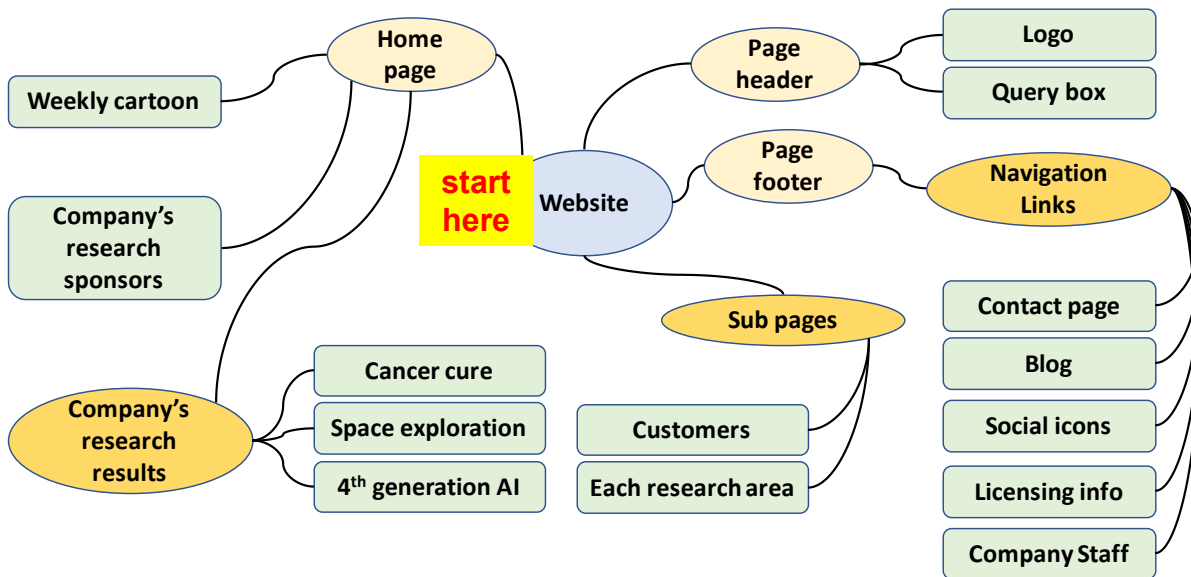 Home
page
Weekly cartoon
Company’s
research
sponsors
Company’s
research
results
Cancer cure
Space exploration
4th generation AI
start
here
Website
Page
header
Logo
Query box
Page
footer
Navigation
Links
Contact page
Blog
Social icons
Licensing info
Company Staff
Sub pages
Customers
Each research area